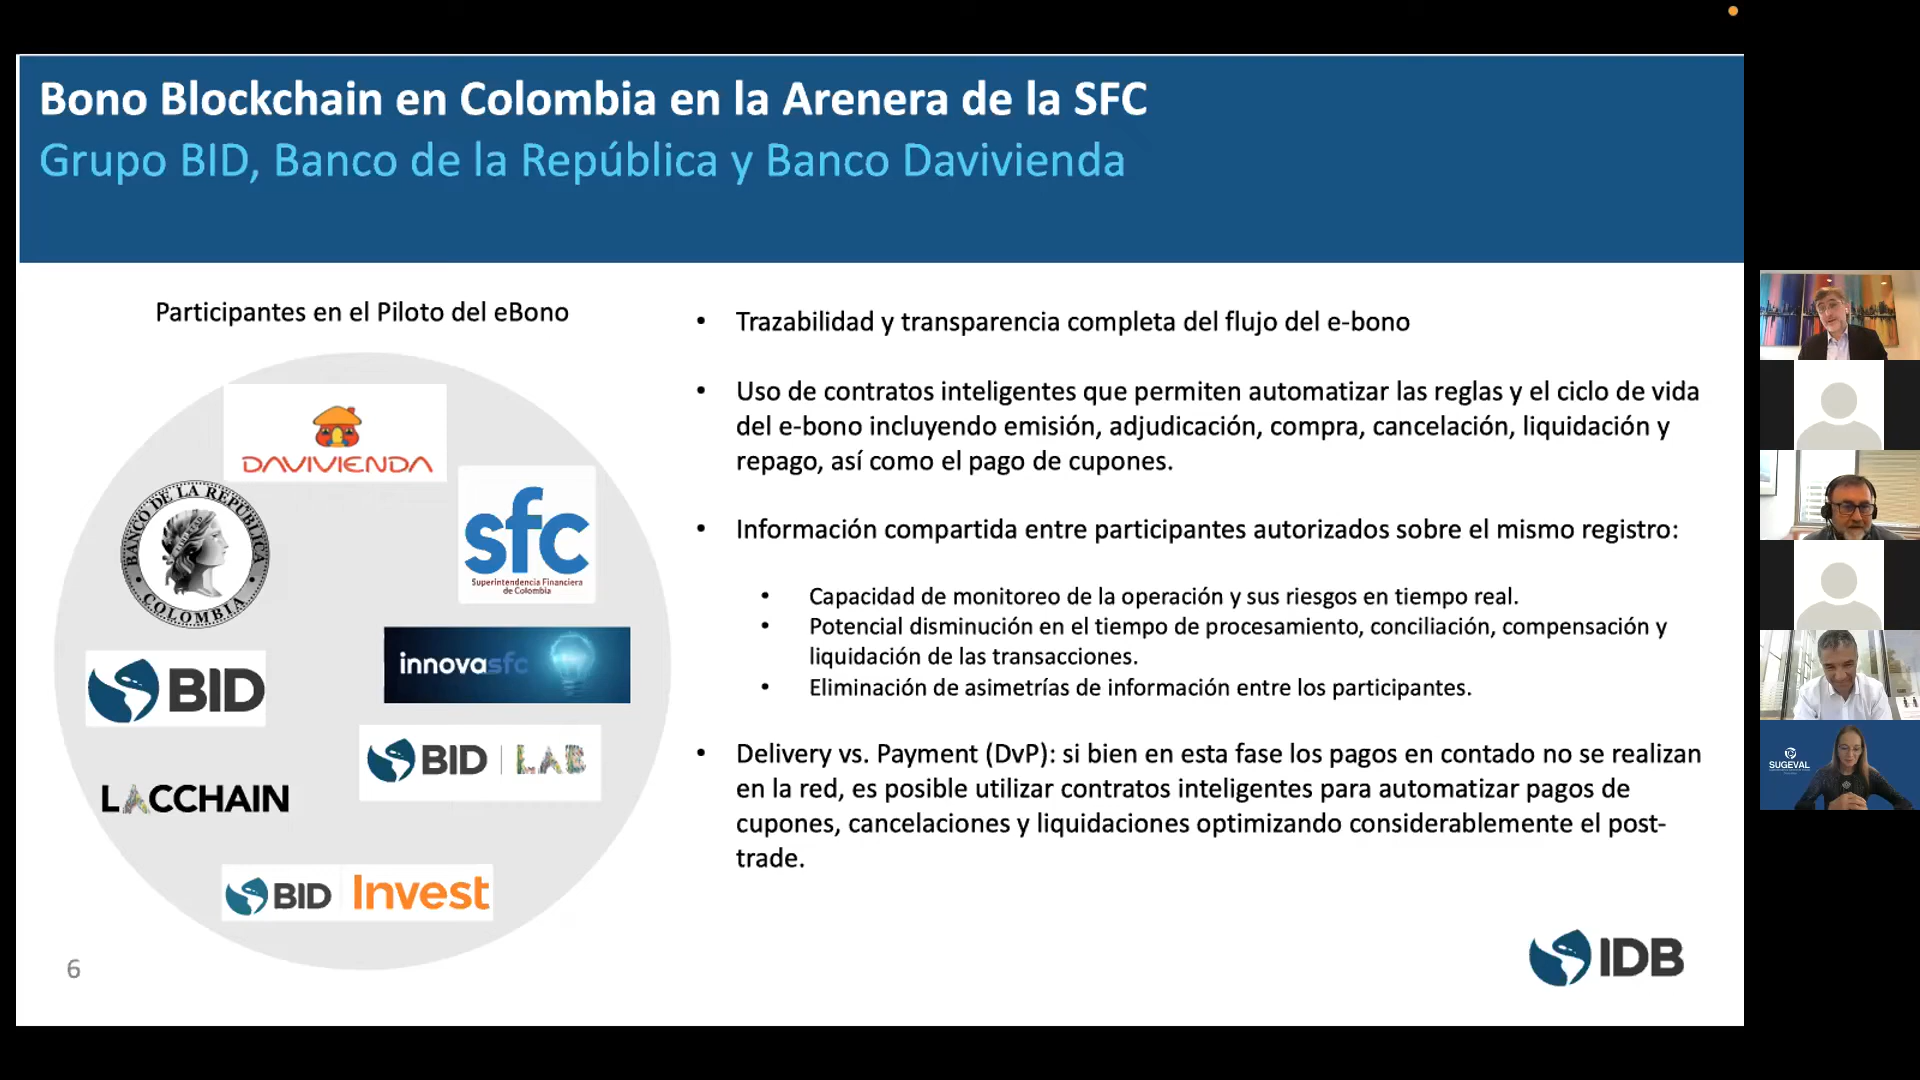 Bono Blockchain en Colombia en la Arenera de la SFC
Grupo BID, Banco de la República y Banco Davivienda
Participantes en el Piloto del eBono
DAVIVIENDA
BANCO DE LA REPÚBLICA
COLOMBIA
sfc
Superintendencia Financiera
de Colombia
innovasfc
BID
BID | LAB
LACCHAIN
BID Invest
• Trazabilidad y transparencia completa del flujo del e-bono
• Uso de contratos inteligentes que permiten automatizar las reglas y el ciclo de vida
del e-bono incluyendo emisión, adjudicación, compra, cancelación, liquidación y
repago, así como el pago de cupones.
• Información compartida entre participantes autorizados sobre el mismo registro:
• Capacidad de monitoreo de la operación y sus riesgos en tiempo real.
• Potencial disminución en el tiempo de procesamiento, conciliación, compensación y
liquidación de las transacciones.
• Eliminación de asimetrías de información entre los participantes.
• Delivery vs. Payment (DvP): si bien en esta fase los pagos en contado no se realizan
en la red, es posible utilizar contratos inteligentes para automatizar pagos de
cupones, cancelaciones y liquidaciones optimizando considerablemente el post-
trade.
6
IDB
SUGEVAL